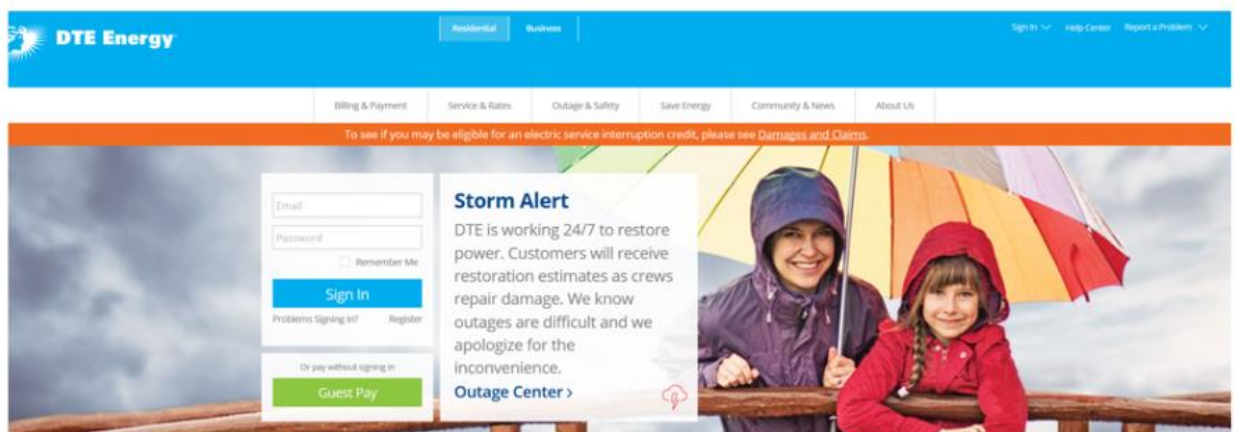 DTE Energy
Residential
Business
Sign In
Help Center
Report a Problem
Billing & Payment
Service & Rates
Outage & Safety
Save Energy
Community & News
About Us
To see if you may be eligible for an electric service interruption credit, please see Damages and Claims.
Email
Password
Remember Me
Sign In
Problems Signing In?
Register
Or pay without signing in
Guest Pay
Storm Alert
DTE is working 24/7 to restore
power. Customers will receive
restoration estimates as crews
repair damage. We know
outages are difficult and we
apologize for the
inconvenience.
Outage Center >